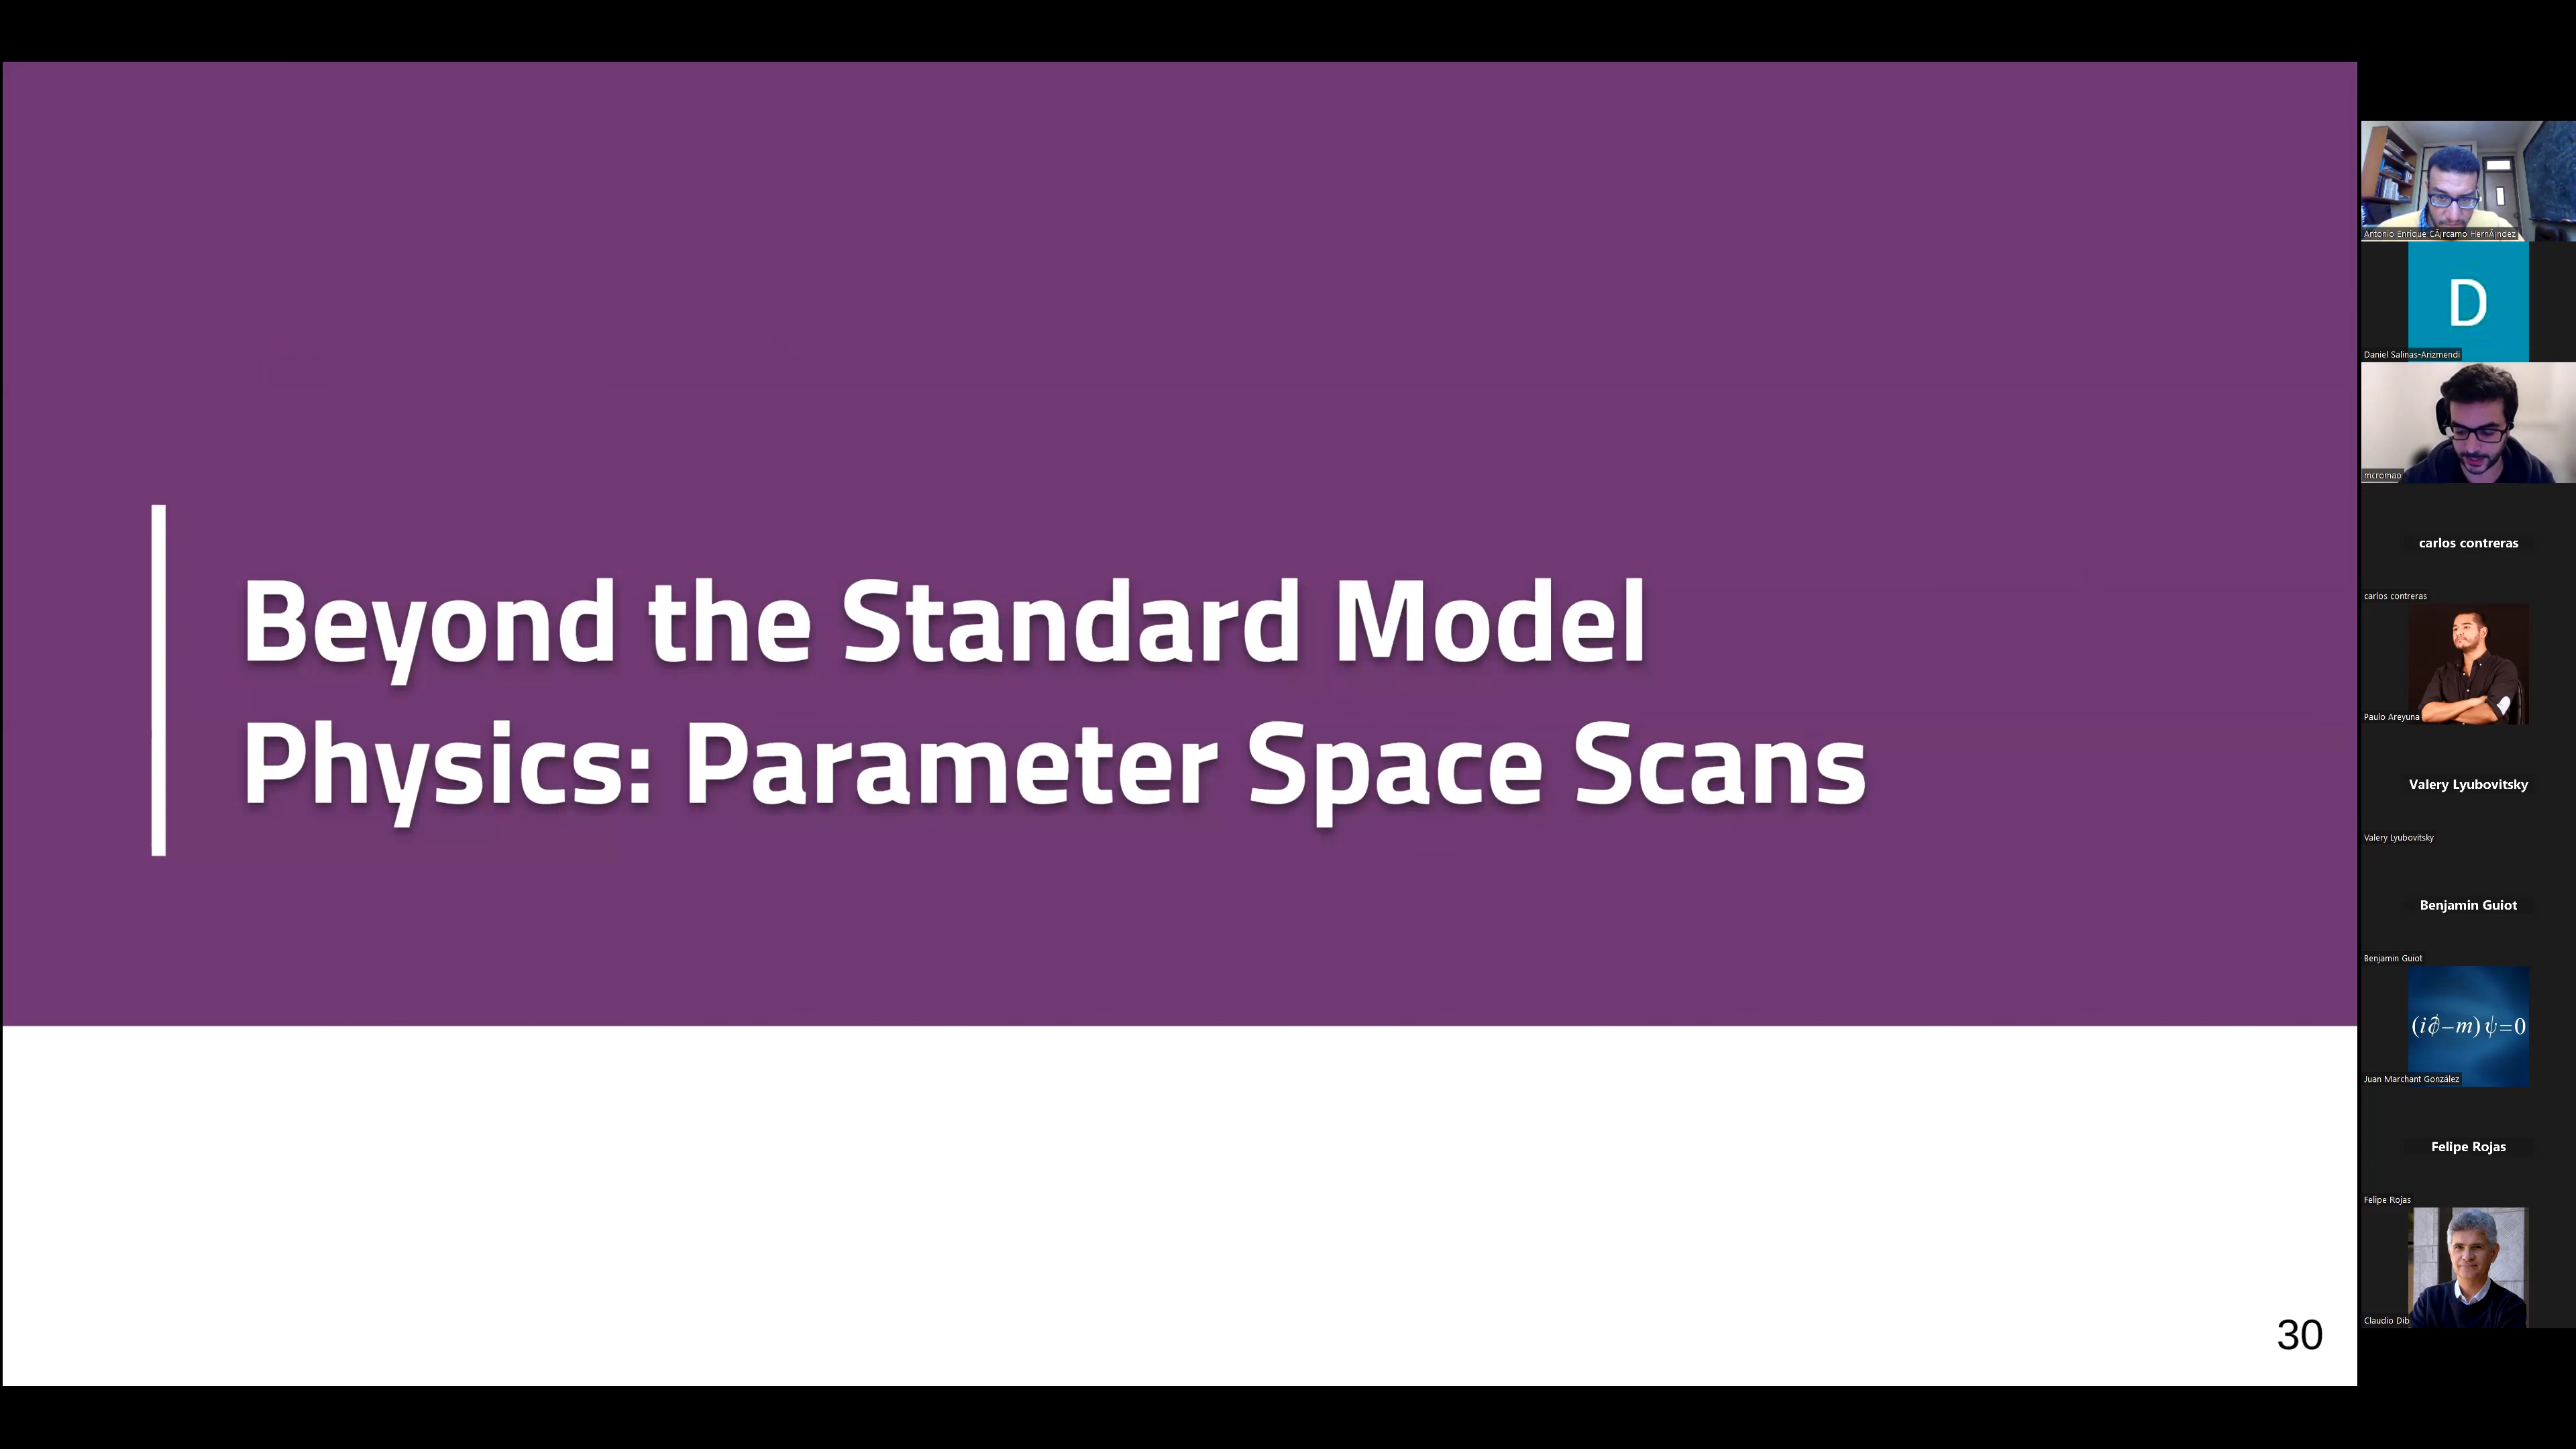 Beyond the Standard Model
Physics: Parameter Space Scans
30
Antonio Enrique CÃ¡rcamo HernÃ¡ndez
D
Daniel Salinas-Arizmendi
mcromao
carlos contreras
carlos contreras
Paulo Areyuna
Valery Lyubovitsky
Valery Lyubovitsky
Benjamin Guiot
Benjamin Guiot
(i∂̸−m)ψ=0
Juan Marchant González
Felipe Rojas
Felipe Rojas
Claudio Dib